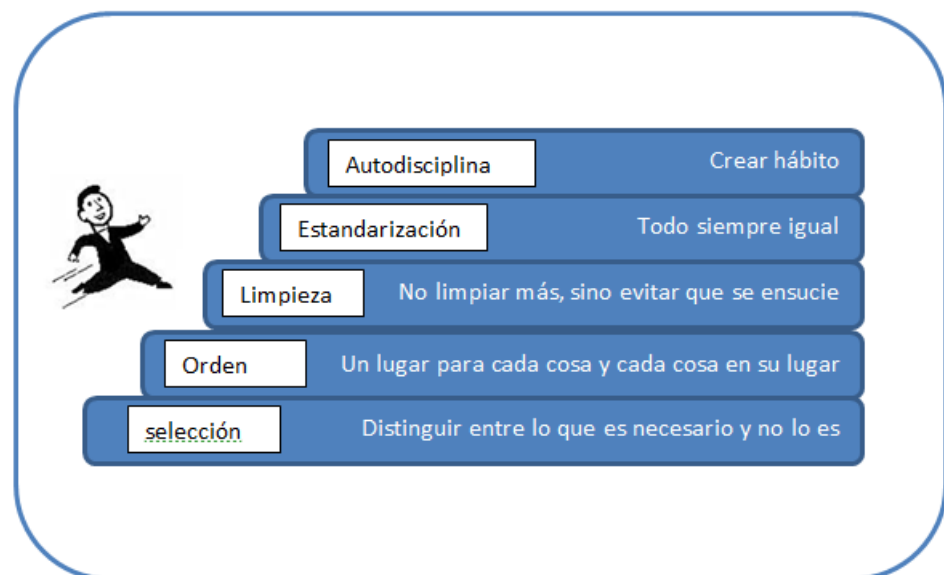 Autodisciplina Crear hábito
Estandarización Todo siempre igual
Limpieza No limpiar más, sino evitar que se ensucie
Orden Un lugar para cada cosa y cada cosa en su lugar
selección Distinguir entre lo que es necesario y no lo es